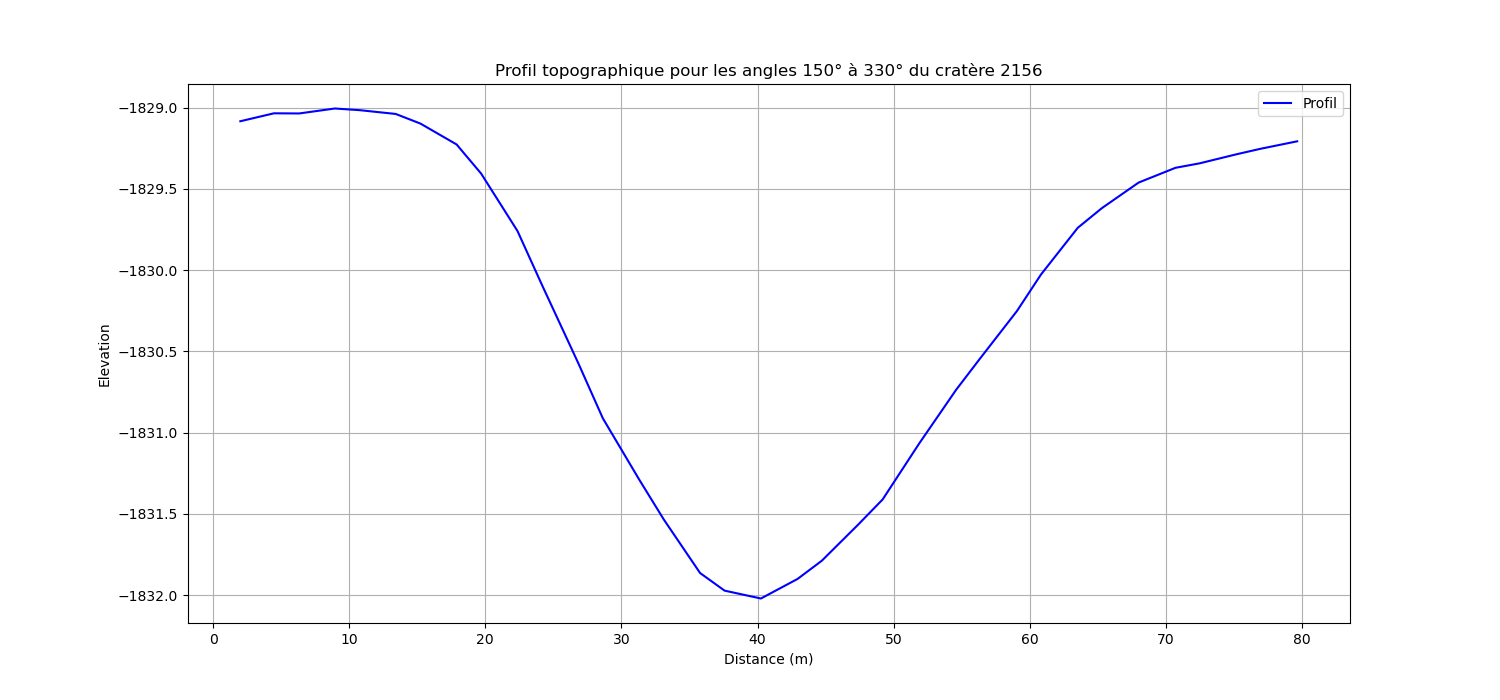 Profil topographique pour les angles 150° à 330° du cratère 2156
Profil
−1829.0
−1829.5
−1830.0
−1830.5
−1831.0
−1831.5
−1832.0
Elevation
0 10 20 30 40 50 60 70 80
Distance (m)